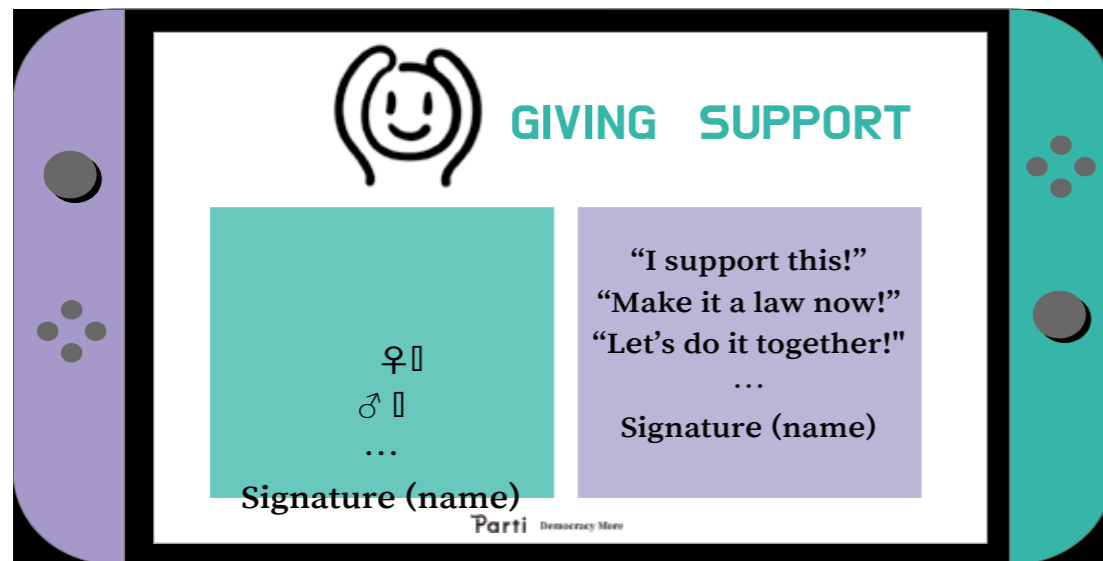 GIVING SUPPORT
♀▯
♂ ▯
…
Signature (name)
“I support this!”
“Make it a law now!”
“Let’s do it together!"
…
Signature (name)
Parti Democracy More